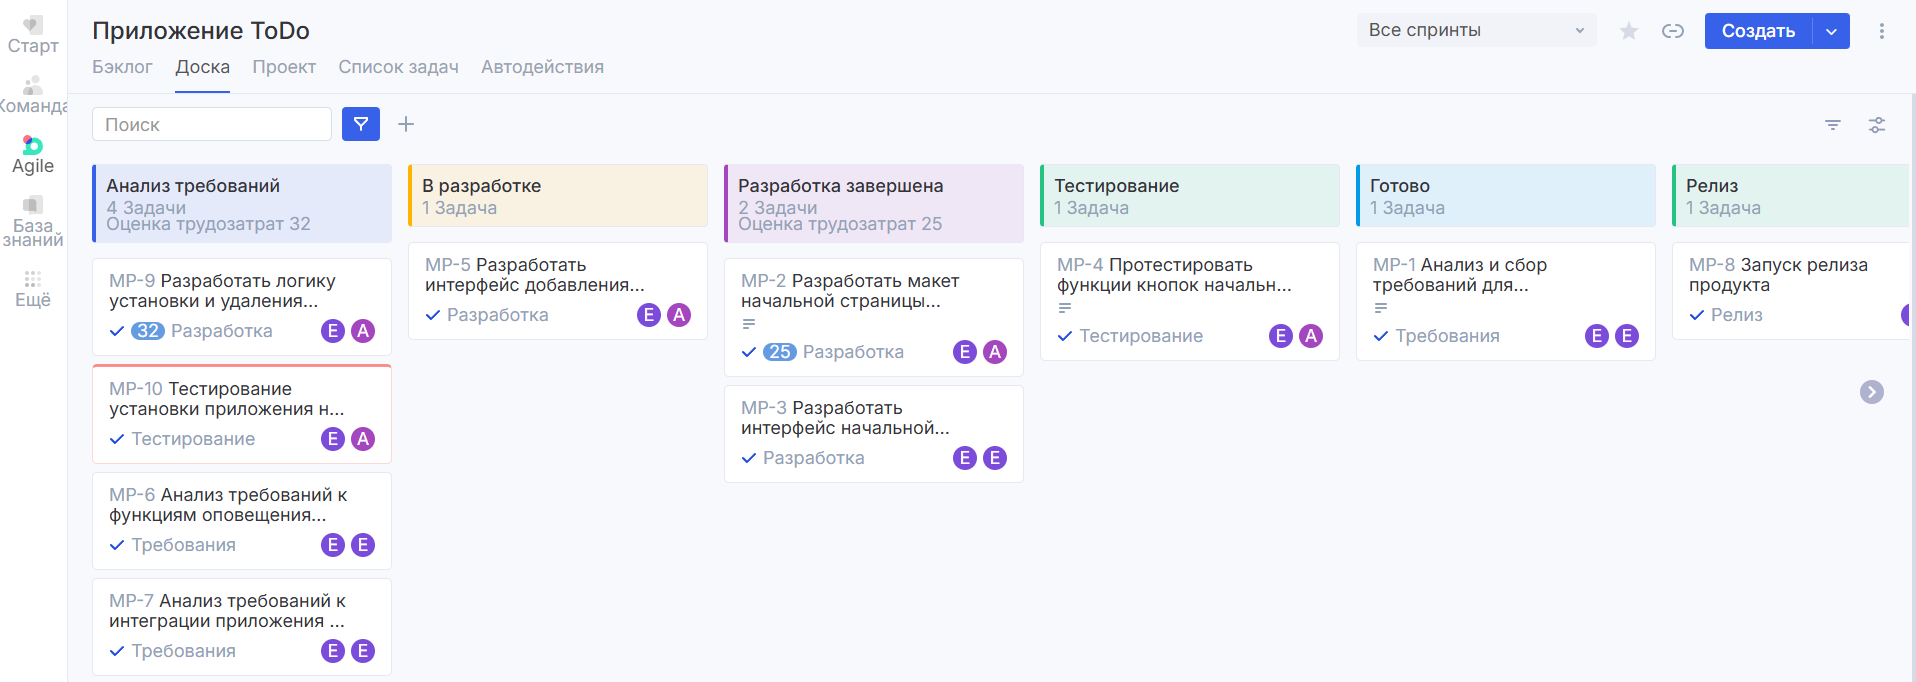 Старт
Команда
Agile
База
знаний
Ещё
Приложение ToDo
Все спринты
Создать
Бэклог
Доска
Проект
Список задач
Автодействия
Поиск
Анализ требований
4 Задачи
Оценка трудозатрат 32
MP-9 Разработать логику
установки и удаления...
32 Разработка
E A
MP-10 Тестирование
установки приложения н...
Тестирование
E A
MP-6 Анализ требований к
функциям оповещения...
Требования
E E
MP-7 Анализ требований к
интеграции приложения ...
Требования
E E
В разработке
1 Задача
MP-5 Разработать
интерфейс добавления...
Разработка
E A
Разработка завершена
2 Задачи
Оценка трудозатрат 25
MP-2 Разработать макет
начальной страницы...
25 Разработка
E A
MP-3 Разработать
интерфейс начальной...
Разработка
E E
Тестирование
1 Задача
MP-4 Протестировать
функции кнопок начальн...
Тестирование
E A
Готово
1 Задача
MP-1 Анализ и сбор
требований для...
Требования
E E
Релиз
1 Задача
MP-8 Запуск релиза
продукта
Релиз